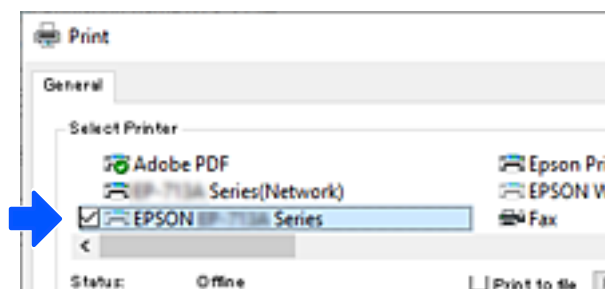 Print
General
Select Printer
Adobe PDF
Epson Pri
Series(Network)
EPSON W
EPSON Series
Fax
Status: Offline
Print to file